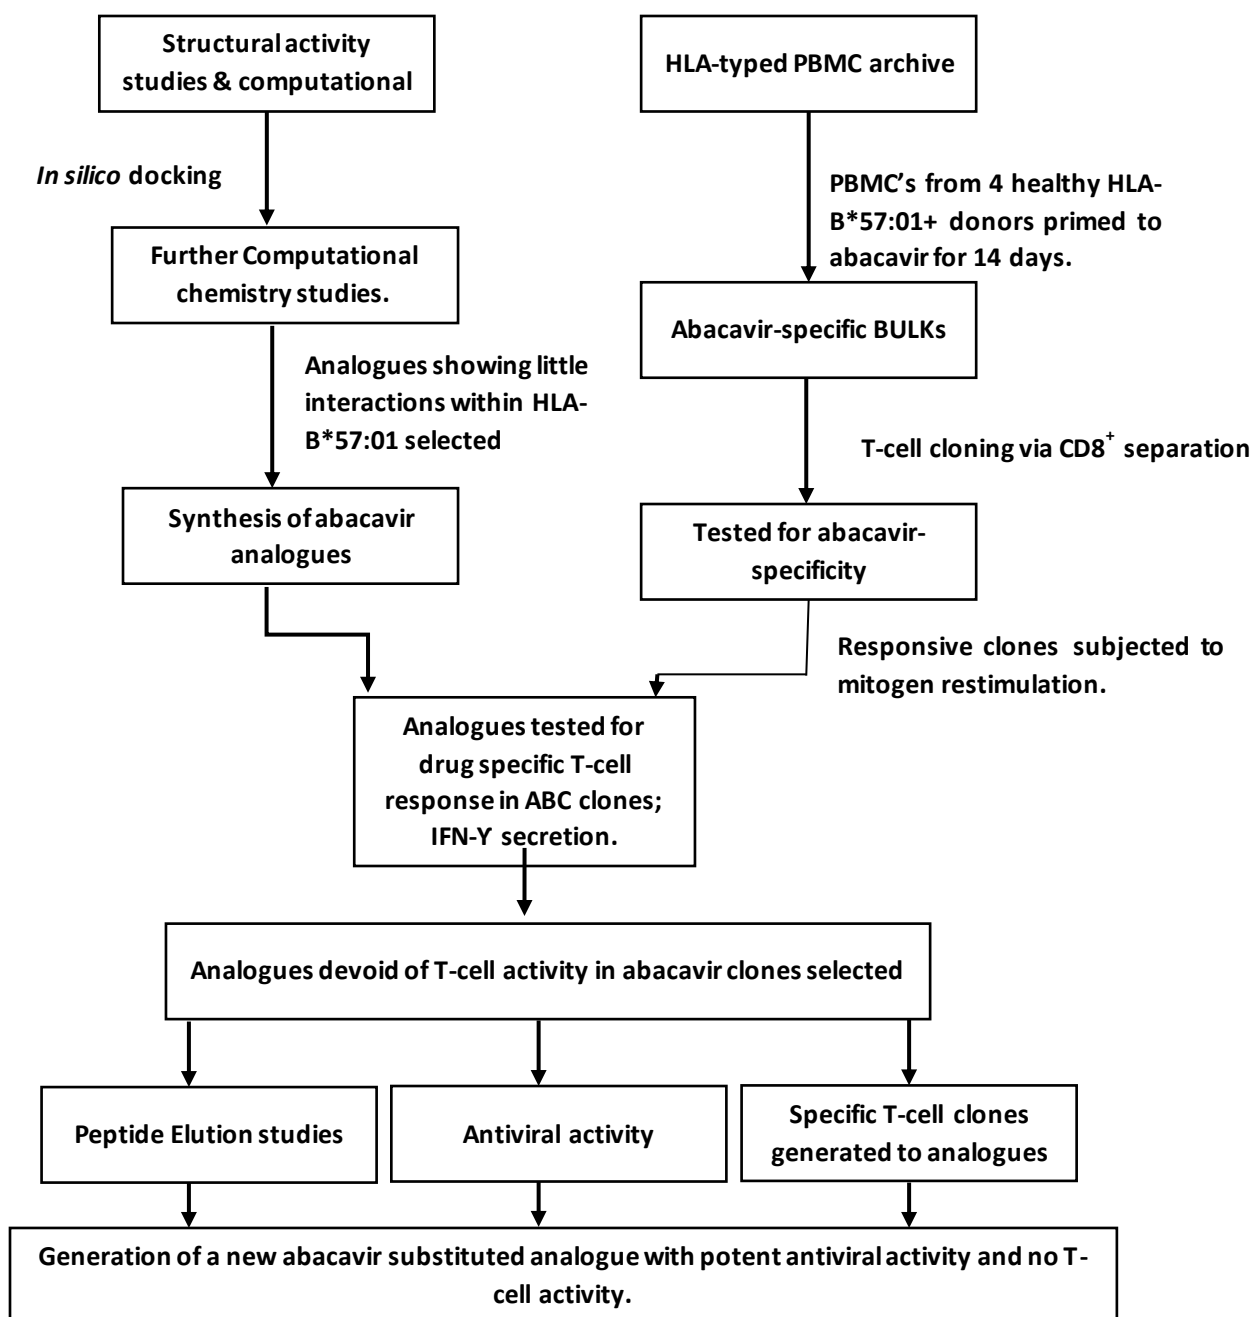 Structural activity
studies & computational
HLA-typed PBMC archive
In silico docking
PBMC's from 4 healthy HLA-
B*57:01+ donors primed to
abacavir for 14 days.
Further Computational
chemistry studies.
Abacavir-specific BULKs
Analogues showing little
interactions within HLA-
B*57:01 selected
T-cell cloning via CD8+ separation
Synthesis of abacavir
analogues
Tested for abacavir-
specificity
Responsive clones subjected to
mitogen restimulation.
Analogues tested for
drug specific T-cell
response in ABC clones;
IFN-ϒ secretion.
Analogues devoid of T-cell activity in abacavir clones selected
Peptide Elution studies
Antiviral activity
Specific T-cell clones
generated to analogues
Generation of a new abacavir substituted analogue with potent antiviral activity and no T-
cell activity.